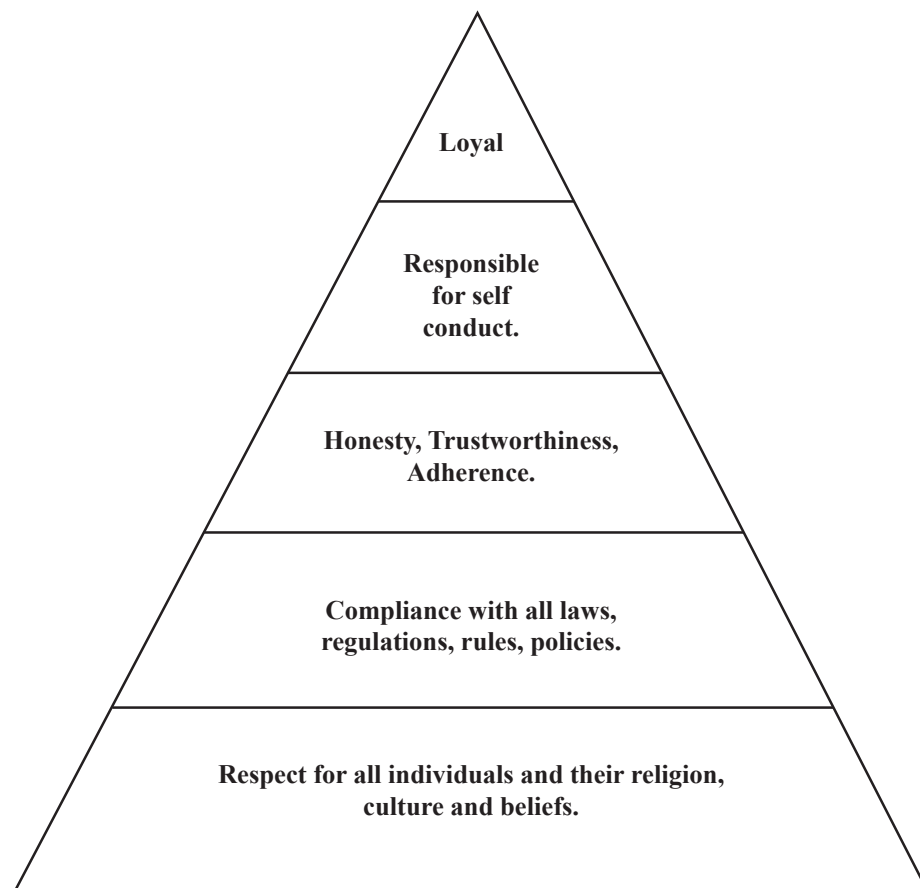 Loyal
Responsible
for self
conduct.
Honesty, Trustworthiness,
Adherence.
Compliance with all laws,
regulations, rules, policies.
Respect for all individuals and their religion,
culture and beliefs.